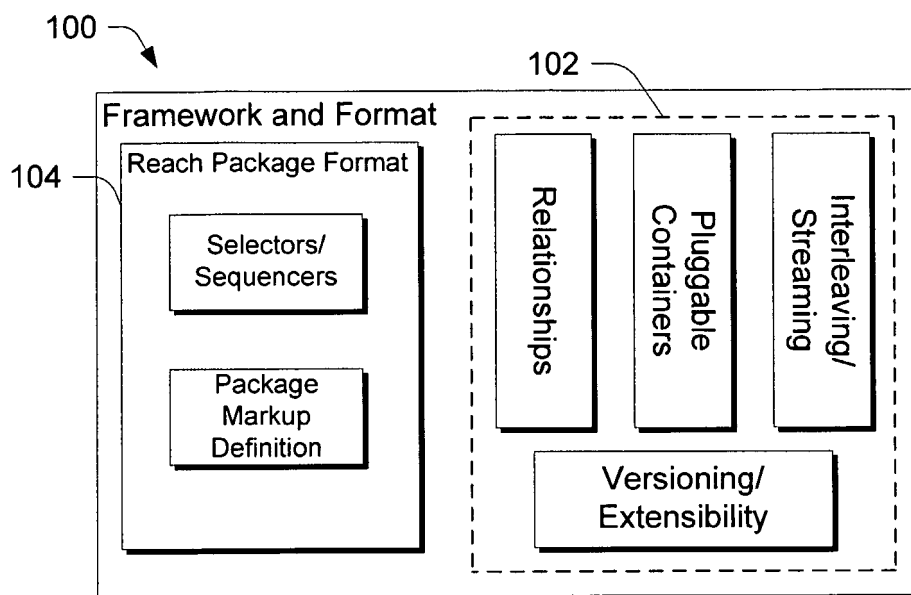 100
102
Framework and Format
104
Reach Package Format
Selectors/
Sequencers
Package
Markup
Definition
Relationships
Pluggable
Containers
Interleaving/
Streaming
Versioning/
Extensibility